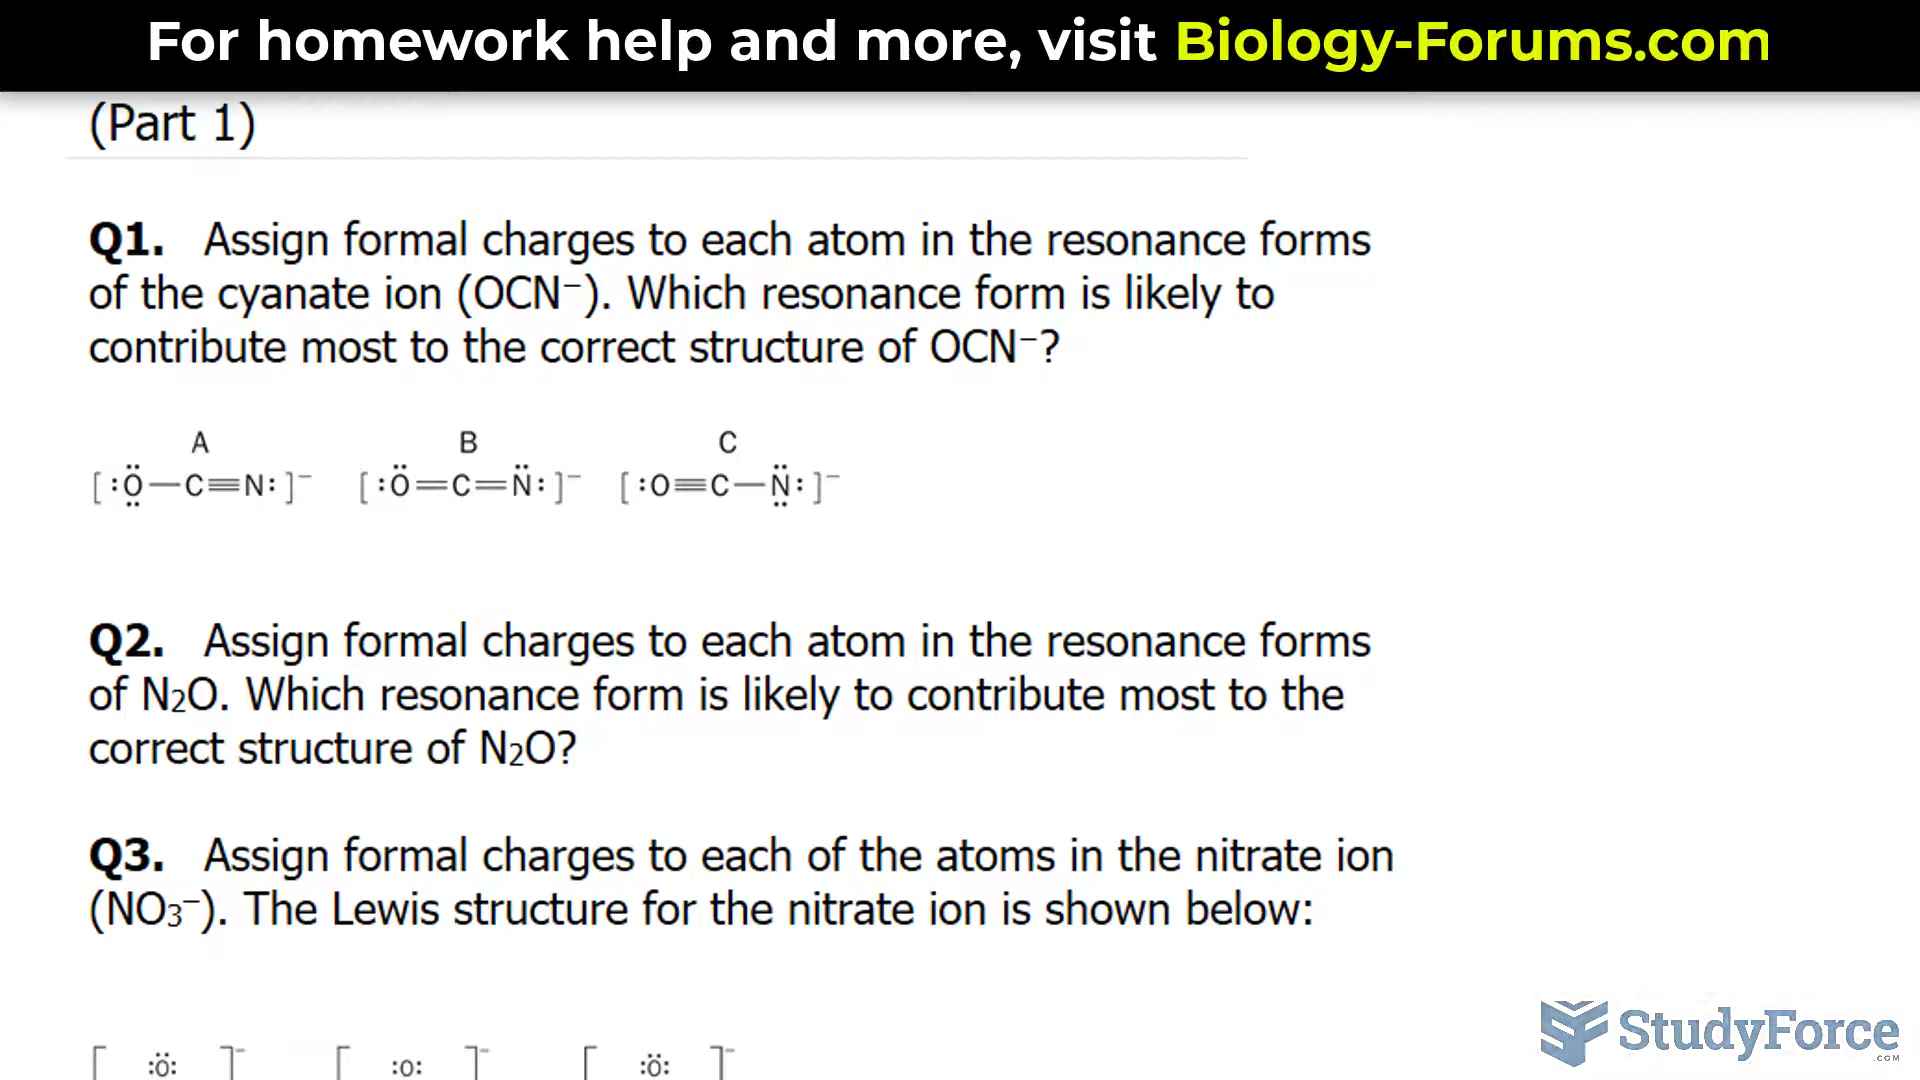 For homework help and more, visit Biology-Forums.com
(Part 1)
Q1. Assign formal charges to each atom in the resonance forms
of the cyanate ion (OCN⁻). Which resonance form is likely to
contribute most to the correct structure of OCN⁻?
A B C
[:Ö̤—C≡N:]⁻ [:Ö=C=N̈:]⁻ [:O≡C—N̤̈:]⁻
Q2. Assign formal charges to each atom in the resonance forms
of N₂O. Which resonance form is likely to contribute most to the
correct structure of N₂O?
Q3. Assign formal charges to each of the atoms in the nitrate ion
(NO₃⁻). The Lewis structure for the nitrate ion is shown below:
[ :Ö: ]⁻ [ :O: ]⁻ [ :Ö: ]⁻
StudyForce
.COM